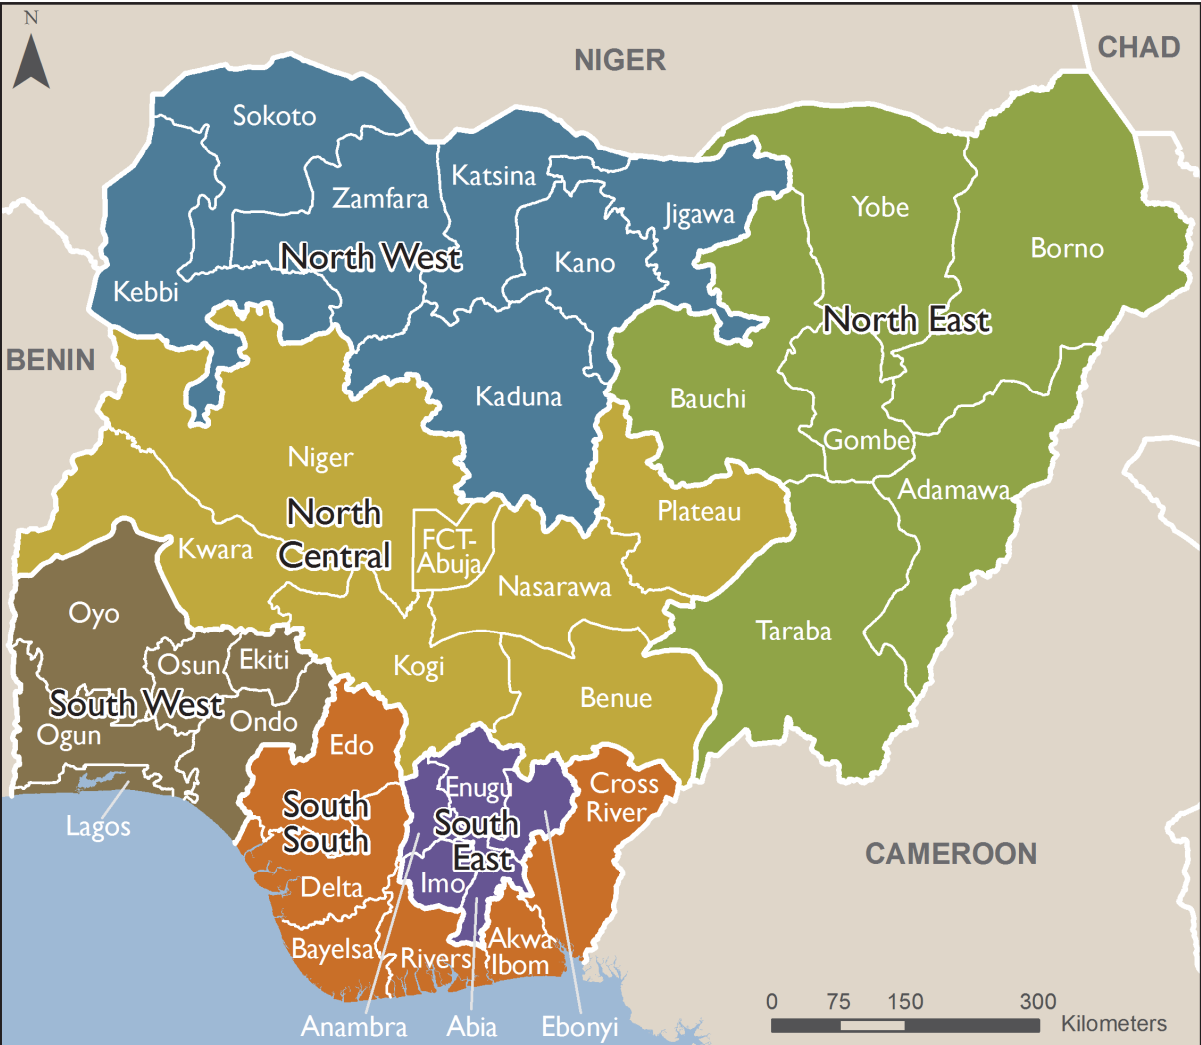 N
NIGER
CHAD
Sokoto
Katsina
Zamfara
Jigawa
Yobe
Borno
North West
Kano
Kebbi
North East
BENIN
Kaduna
Bauchi
Gombe
Niger
Adamawa
North
Central
Plateau
FCT-
Abuja
Kwara
Nasarawa
Oyo
Taraba
Osun
Ekiti
Kogi
South West
Benue
Ogun
Ondo
Edo
Enugu
Cross
River
South
South
South
East
Lagos
CAMEROON
Delta
Imo
Bayelsa
Rivers
Akwa
Ibom
Anambra
Abia
Ebonyi
0 75 150 300
Kilometers